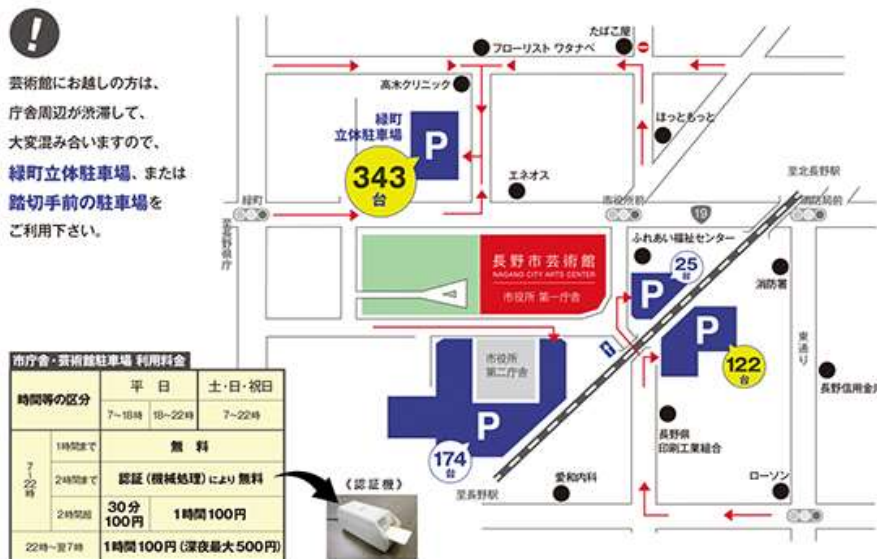 !
芸術館にお越しの方は、
庁舎周辺が渋滞して、
大変混み合いますので、
緑町立体駐車場、または
踏切手前の駐車場を
ご利用下さい。
たばこ屋
フローリスト ワタナベ
高木クリニック
緑町
立体駐車場
P
343
台
ほっともっと
エネオス
至北長野駅
緑町
市役所前
19
消防局前
至長野県庁
ふれあい福祉センター
長野市芸術館
NAGANO CITY ARTS CENTER
市役所 第一庁舎
25
台
P
消防署
P
122
台
東通り
長野信用金庫
市役所
第二庁舎
P
174
台
長野県
印刷工業組合
至長野駅
愛和内科
ローソン
市庁舎・芸術館駐車場 利用料金
時間等の区分
平 日
土・日・祝日
7~18時
18~22時
7~22時
7~22時
1時間まで
無 料
2時間まで
認証(機械処理)により 無料
2時間超
30分
100円
1時間100円
22時~翌7時
1時間100円(深夜最大500円)
《認証機》